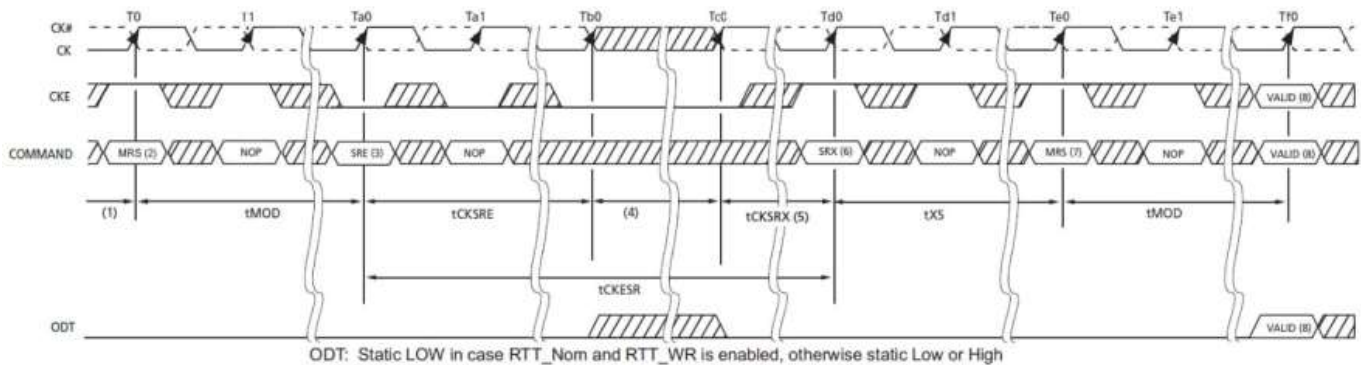 T0 T1 Ta0 Ta1 Tb0 Tc0 Td0 Td1 Te0 Te1 Tf0
CK#
CK
CKE VALID (8)
COMMAND MRS (2) NOP SRE (3) NOP SRX (6) NOP MRS (7) NOP VALID (8)
(1) tMOD tCKSRE (4) tCKSRX (5) tXS tMOD
tCKESR
ODT VALID (8)
ODT: Static LOW in case RTT_Nom and RTT_WR is enabled, otherwise static Low or High